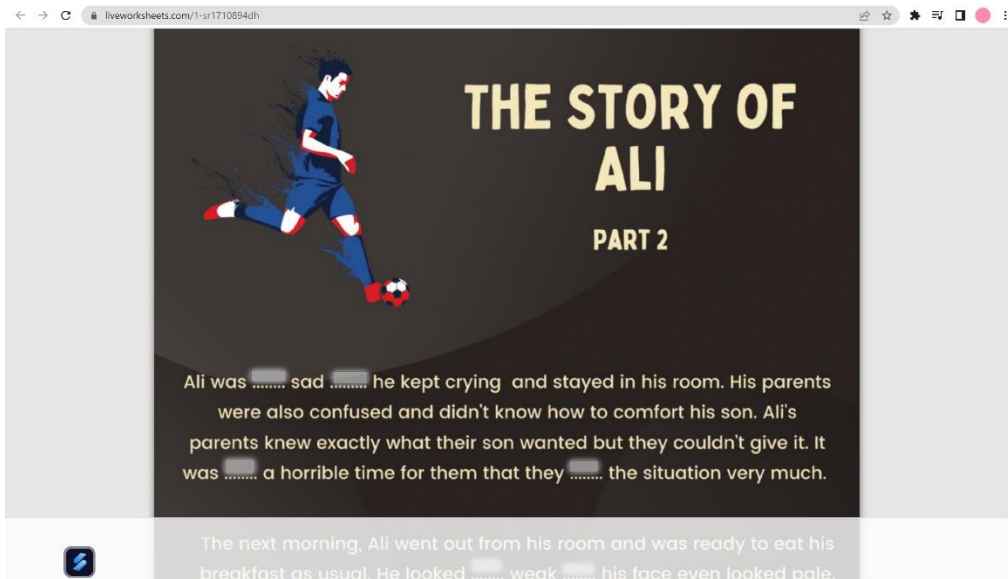 liveworksheets.com/1-sr1710894dh
THE STORY OF
ALI
PART 2
Ali was ........ sad ......... he kept crying and stayed in his room. His parents
were also confused and didn't know how to comfort his son. Ali's
parents knew exactly what their son wanted but they couldn't give it. It
was ........ a horrible time for them that they ........ the situation very much.
The next morning, Ali went out from his room and was ready to eat his
breakfast as usual. He looked ........ weak ........ his face even looked pale.